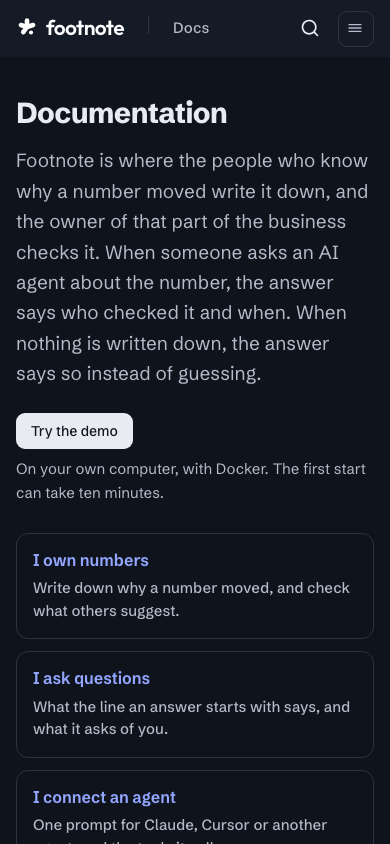 footnote
Docs
Documentation
Footnote is where the people who know
why a number moved write it down, and
the owner of that part of the business
checks it. When someone asks an AI
agent about the number, the answer
says who checked it and when. When
nothing is written down, the answer
says so instead of guessing.
Try the demo
On your own computer, with Docker. The first start
can take ten minutes.
I own numbers
Write down why a number moved, and check
what others suggest.
I ask questions
What the line an answer starts with says, and
what it asks of you.
I connect an agent
One prompt for Claude, Cursor or another